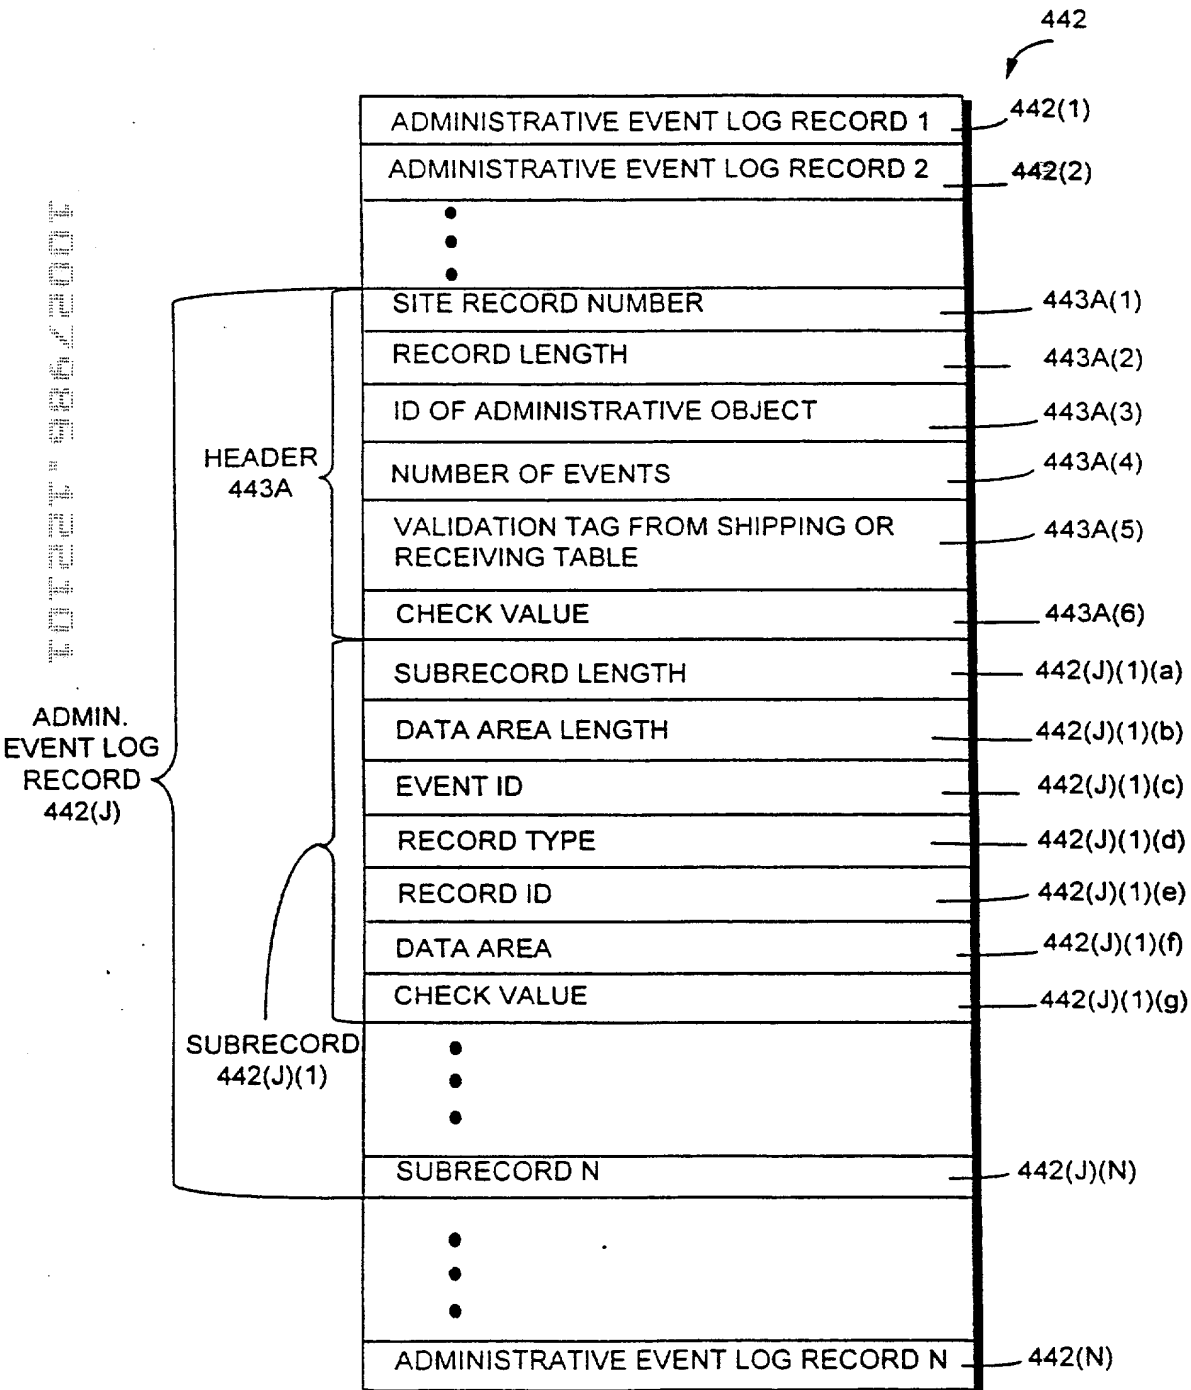 442
ADMINISTRATIVE EVENT LOG RECORD 1 442(1)
ADMINISTRATIVE EVENT LOG RECORD 2 442(2)
SITE RECORD NUMBER 443A(1)
RECORD LENGTH 443A(2)
ID OF ADMINISTRATIVE OBJECT 443A(3)
HEADER
443A
NUMBER OF EVENTS 443A(4)
VALIDATION TAG FROM SHIPPING OR
RECEIVING TABLE
443A(5)
CHECK VALUE 443A(6)
SUBRECORD LENGTH 442(J)(1)(a)
ADMIN.
EVENT LOG
RECORD
442(J)
DATA AREA LENGTH 442(J)(1)(b)
EVENT ID 442(J)(1)(c)
RECORD TYPE 442(J)(1)(d)
RECORD ID 442(J)(1)(e)
DATA AREA 442(J)(1)(f)
CHECK VALUE 442(J)(1)(g)
SUBRECORD
442(J)(1)
SUBRECORD N 442(J)(N)
ADMINISTRATIVE EVENT LOG RECORD N 442(N)